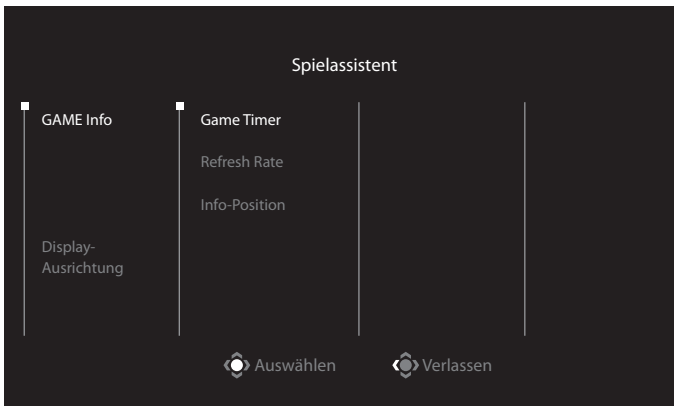 Spielassistent
GAME Info
Display-
Ausrichtung
Game Timer
Refresh Rate
Info-Position
Auswählen
Verlassen